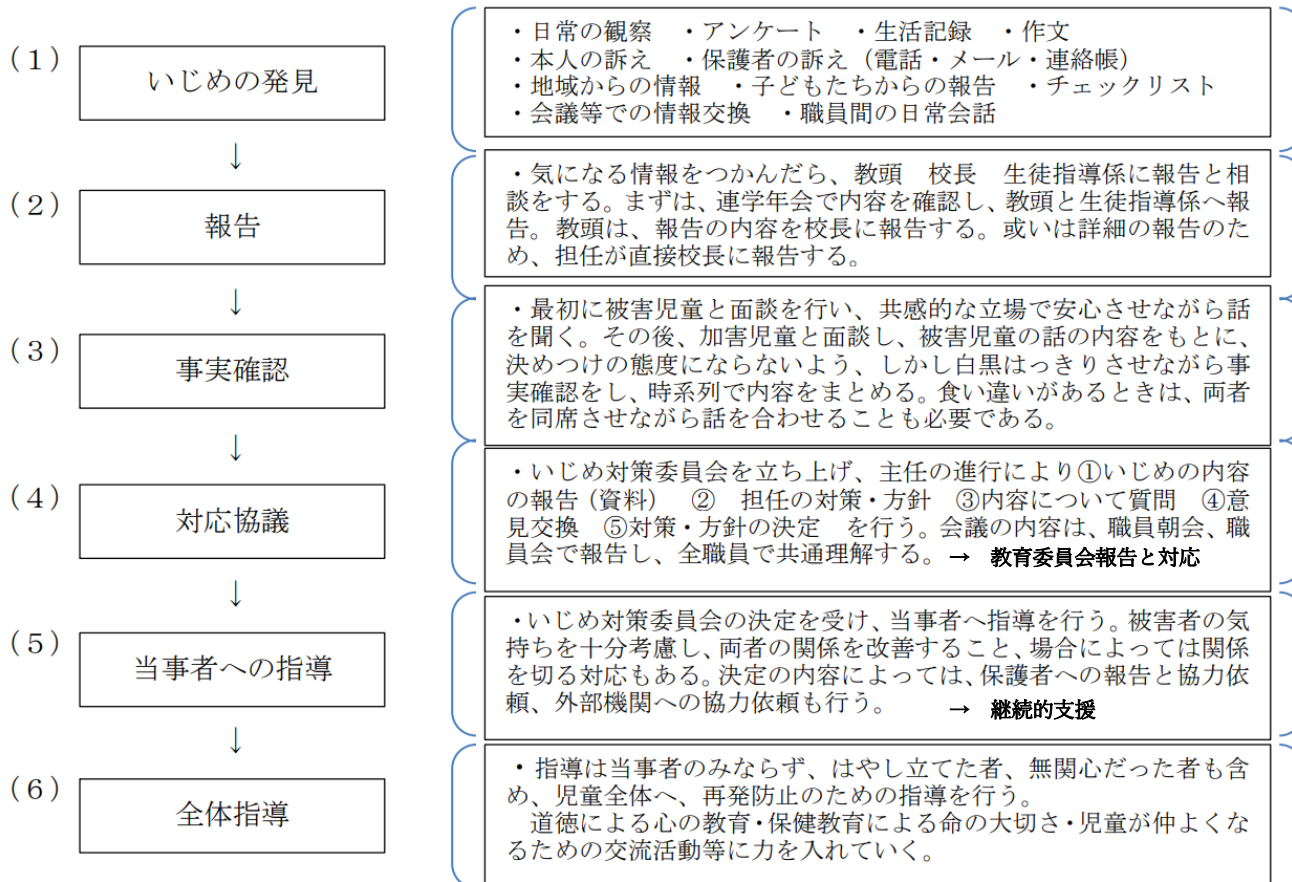 (1)
いじめの発見
・日常の観察　・アンケート　・生活記録　・作文
・本人の訴え　・保護者の訴え（電話・メール・連絡帳）
・地域からの情報　・子どもたちからの報告　・チェックリスト
・会議等での情報交換　・職員間の日常会話
↓
(2)
報告
・気になる情報をつかんだら、教頭　校長　生徒指導係に報告と相
談をする。まずは、連学年会で内容を確認し、教頭と生徒指導係へ報
告。教頭は、報告の内容を校長に報告する。或いは詳細の報告のた
め、担任が直接校長に報告する。
↓
(3)
事実確認
・最初に被害児童と面談を行い、共感的な立場で安心させながら話
を聞く。その後、加害児童と面談し、被害児童の話の内容をもとに、
決めつけの態度にならないよう、しかし白黒はっきりさせながら事
実確認をし、時系列で内容をまとめる。食い違いがあるときは、両者
を同席させながら話を合わせることも必要である。
↓
(4)
対応協議
・いじめ対策委員会を立ち上げ、主任の進行により①いじめの内容
の報告（資料）　②　担任の対策・方針　③内容について質問　④意
見交換　⑤対策・方針の決定　を行う。会議の内容は、職員朝会、職
員会で報告し、全職員で共通理解する。 →　教育委員会報告と対応
↓
(5)
当事者への指導
・いじめ対策委員会の決定を受け、当事者へ指導を行う。被害者の気
持ちを十分考慮し、両者の関係を改善すること、場合によっては関係
を切る対応もある。決定の内容によっては、保護者への報告と協力依
頼、外部機関への協力依頼も行う。　→　継続的支援
↓
(6)
全体指導
・指導は当事者のみならず、はやし立てた者、無関心だった者も含
め、児童全体へ、再発防止のための指導を行う。
道徳による心の教育・保健教育による命の大切さ・児童が仲よくな
るための交流活動等に力を入れていく。